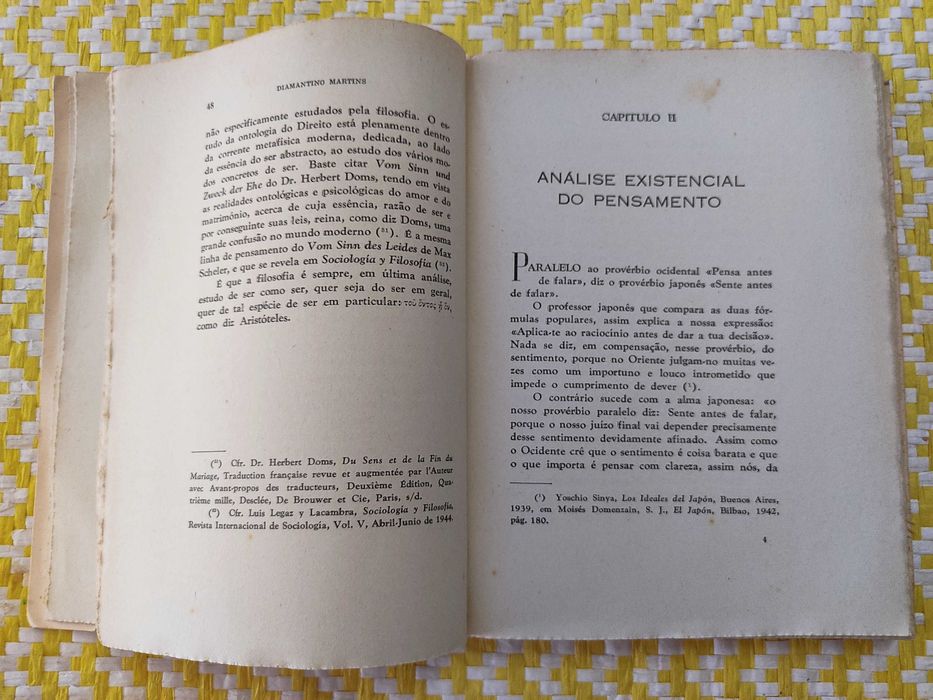 48
DIAMANTINO MARTINS
não especìficamente estudados pela filosofia. O es-
tudo da ontologia do Direito está plenamente dentro
da corrente metafísica moderna, dedicada, ao lado
da essência do ser abstracto, ao estudo dos vários mo-
dos concretos de ser. Baste citar Vom Sinn und
Zweck der Ehe do Dr. Herbert Doms, tendo em vista
as realidades ontológicas e psicológicas do amor e do
matrimónio, acerca de cuja essência, razão de ser e
por conseguinte suas leis, reina, como diz Doms, uma
grande confusão no mundo moderno (31). É a mesma
linha de pensamento do Vom Sinn des Leides de Max
Scheler, e que se revela em Sociología y Filosofía (32).
É que a filosofia é sempre, em última análise,
estudo de ser como ser, quer seja do ser em geral,
quer de tal espécie de ser em particular: τοῦ ὄντος ᾗ ὄν,
como diz Aristóteles.
Cfr. Dr. Herbert Doms, Du Sens et de la Fin du
Mariage, Traduction française revue et augmentée par l'Auteur
avec Avant-propos des traducteurs, Deuxième Édition, Qua-
trième mille, Desclée, De Brouwer et Cie, Paris, s/d.
Cfr. Luis Legaz y Lacambra, Sociología y Filosofía,
Revista Internacional de Sociología, Vol. V, Abril-Junio de 1944.
CAPITULO II
ANÁLISE EXISTENCIAL
DO PENSAMENTO
PARALELO ao provérbio ocidental «Pensa antes
de falar», diz o provérbio japonês «Sente antes
de falar».
O professor japonês que compara as duas fór-
mulas populares, assim explica a nossa expressão:
«Aplica-te ao raciocínio antes de dar a tua decisão».
Nada se diz, em compensação, nesse provérbio, do
sentimento, porque no Oriente julgam-no muitas ve-
zes como um importuno e louco intrometido que
impede o cumprimento de dever (1).
O contrário sucede com a alma japonesa: «o
nosso provérbio paralelo diz: Sente antes de falar,
porque o nosso juízo final vai depender precisamente
desse sentimento devidamente afinado. Assim como
o Ocidente crê que o sentimento é coisa barata e que
o que importa é pensar com clareza, assim nós, da
(1) Yoschio Sinya, Los Ideales del Japón, Buenos Aires,
1939, em Moisés Domenzain, S. J., El Japón, Bilbao, 1942,
pág. 180.
4